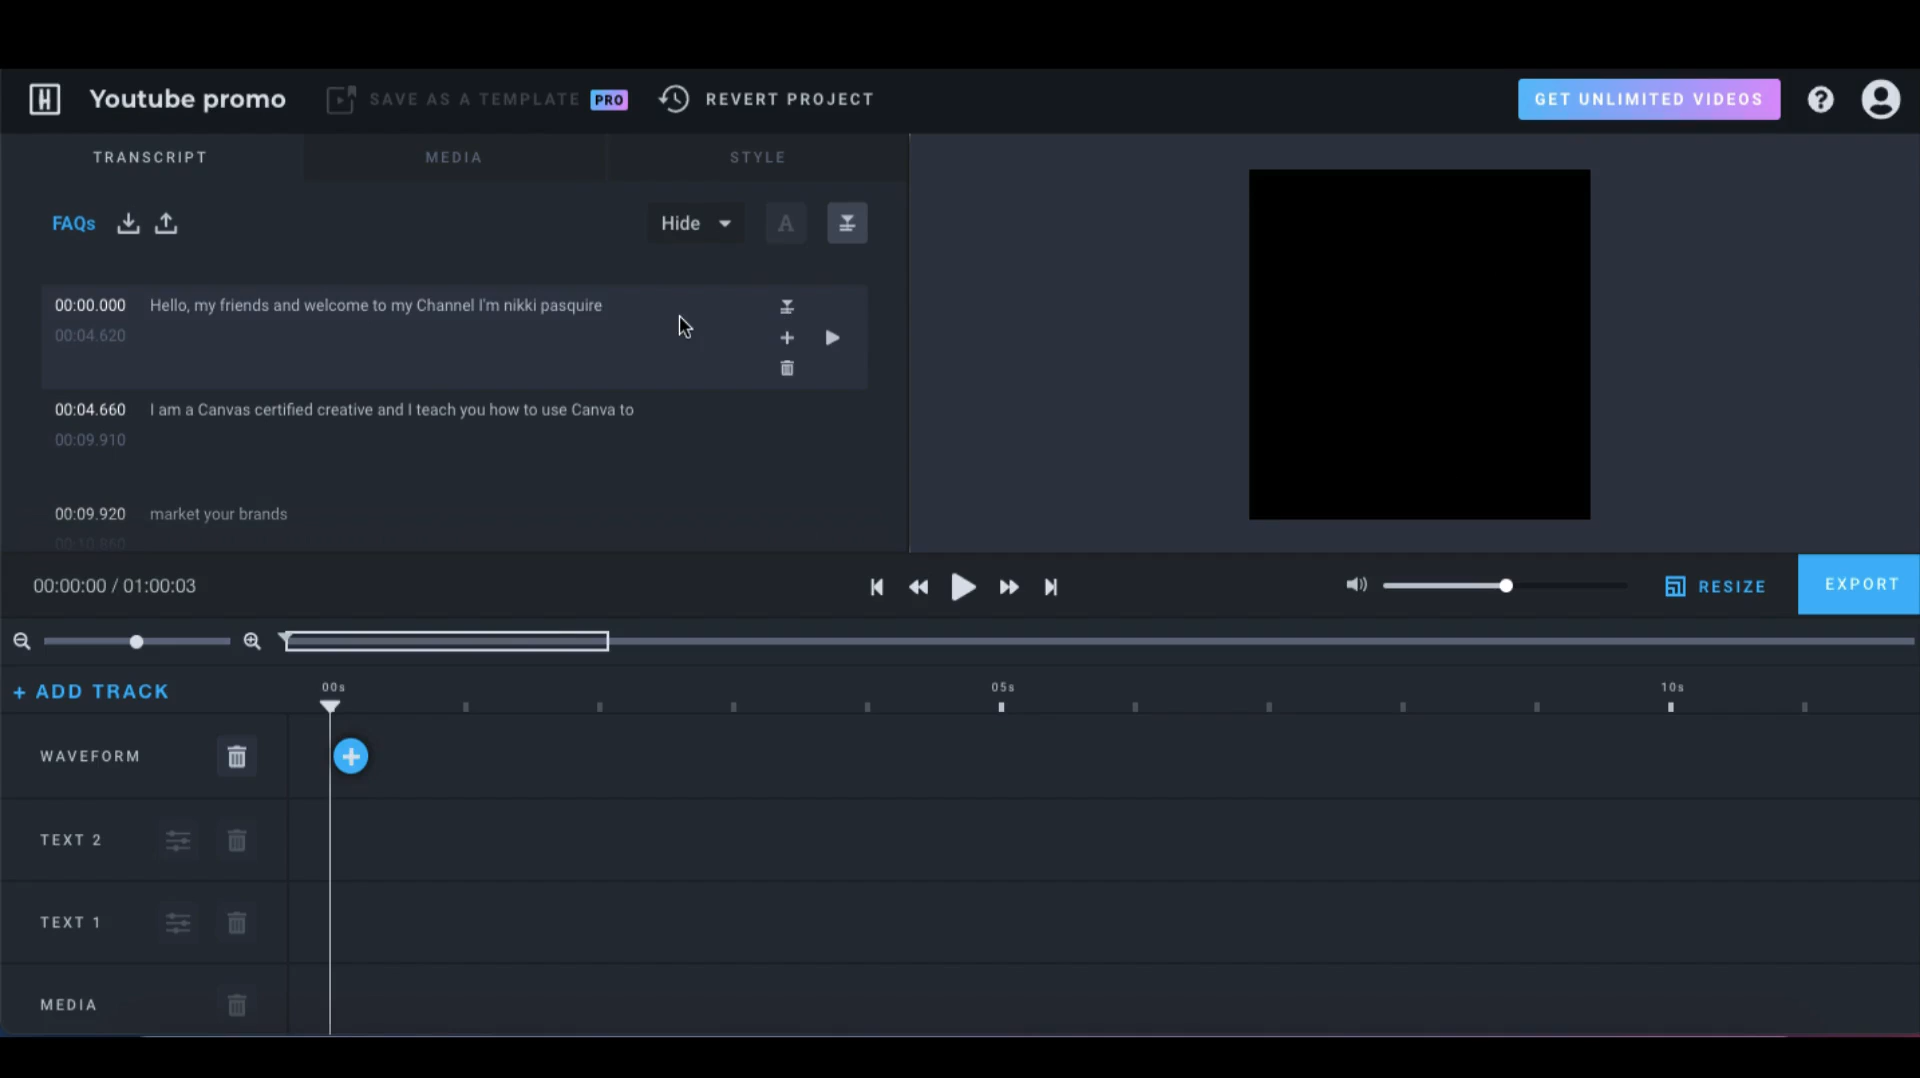 H Youtube promo SAVE AS A TEMPLATE PRO REVERT PROJECT GET UNLIMITED VIDEOS ?
TRANSCRIPT MEDIA STYLE
FAQs Hide A
00:00.000 Hello, my friends and welcome to my Channel I'm nikki pasquire
00:04.620
00:04.660 I am a Canvas certified creative and I teach you how to use Canva to
00:09.910
00:09.920 market your brands
00:10.860
00:00:00 / 01:00:03 RESIZE EXPORT
+ ADD TRACK 00s 05s 10s
WAVEFORM
TEXT 2
TEXT 1
MEDIA